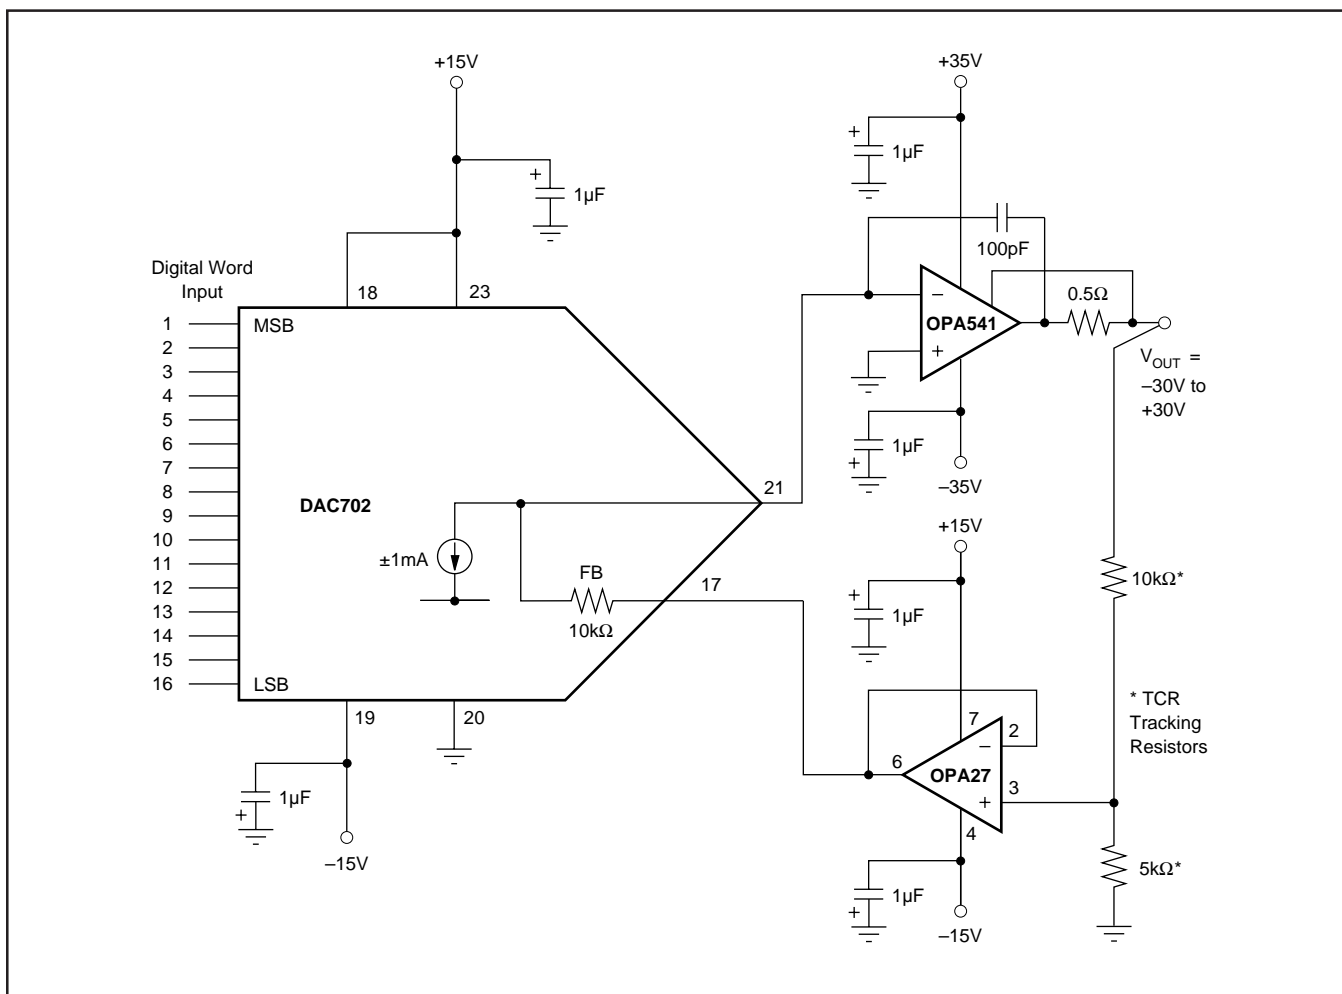 +15V
+
1µF
Digital Word
Input
18
23
1
2
3
4
5
6
7
8
9
10
11
12
13
14
15
16
MSB
LSB
DAC702
±1mA
FB
10kΩ
21
17
19
20
+
1µF
–15V
+35V
+
1µF
100pF
–
OPA541
+
0.5Ω
V_OUT =
–30V to
+30V
+
1µF
–35V
+15V
+
1µF
10kΩ*
* TCR
Tracking
Resistors
7
2
–
6
OPA27
3
+
4
5kΩ*
+
1µF
–15V